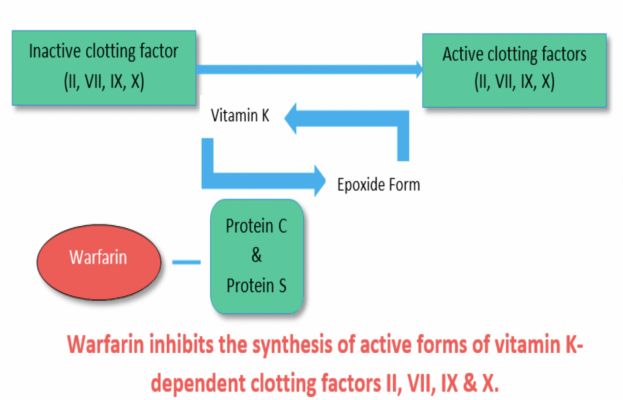 Inactive clotting factor
(II, VII, IX, X)
Active clotting factors
(II, VII, IX, X)
Vitamin K
Epoxide Form
Warfarin
Protein C
&
Protein S
Warfarin inhibits the synthesis of active forms of vitamin K-
dependent clotting factors II, VII, IX & X.